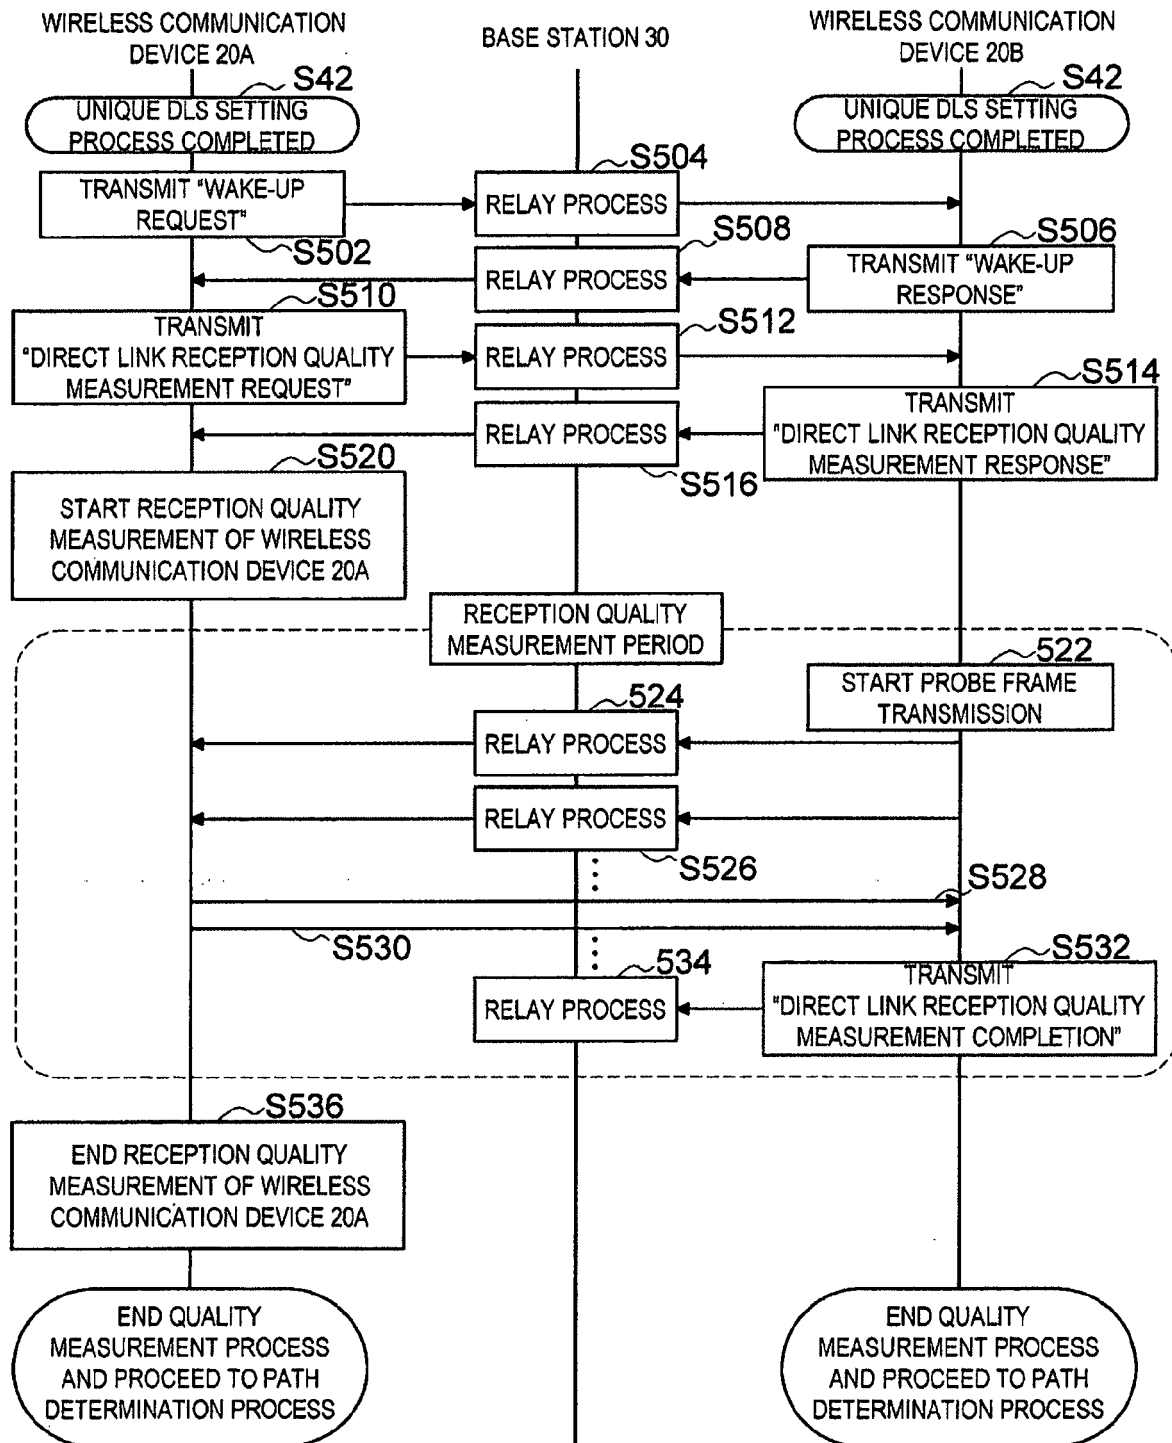 WIRELESS COMMUNICATION
DEVICE 20A
BASE STATION 30
WIRELESS COMMUNICATION
DEVICE 20B
S42
UNIQUE DLS SETTING
PROCESS COMPLETED
S42
UNIQUE DLS SETTING
PROCESS COMPLETED
TRANSMIT "WAKE-UP
REQUEST"
S502
S504
RELAY PROCESS
S508
RELAY PROCESS
S506
TRANSMIT "WAKE-UP
RESPONSE"
S510
TRANSMIT
"DIRECT LINK RECEPTION QUALITY
MEASUREMENT REQUEST"
S512
RELAY PROCESS
S514
TRANSMIT
"DIRECT LINK RECEPTION QUALITY
MEASUREMENT RESPONSE"
RELAY PROCESS
S516
S520
START RECEPTION QUALITY
MEASUREMENT OF WIRELESS
COMMUNICATION DEVICE 20A
RECEPTION QUALITY
MEASUREMENT PERIOD
522
START PROBE FRAME
TRANSMISSION
524
RELAY PROCESS
RELAY PROCESS
S526
S528
S530
S532
TRANSMIT
"DIRECT LINK RECEPTION QUALITY
MEASUREMENT COMPLETION"
534
RELAY PROCESS
S536
END RECEPTION QUALITY
MEASUREMENT OF WIRELESS
COMMUNICATION DEVICE 20A
END QUALITY
MEASUREMENT PROCESS
AND PROCEED TO PATH
DETERMINATION PROCESS
END QUALITY
MEASUREMENT PROCESS
AND PROCEED TO PATH
DETERMINATION PROCESS